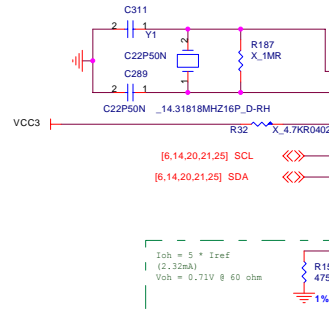 C311
2 1 Y1
C22P50N
2
1
R187
X_1MR
C289
2 1
C22P50N _14.31818MHZ16P_D-RH
VCC3
R32 X_4.7KR0402
[6,14,20,21,25] SCL
[6,14,20,21,25] SDA
Ioh = 5 * Iref
(2.32mA)
Voh = 0.71V @ 60 ohm
R15
475
1%